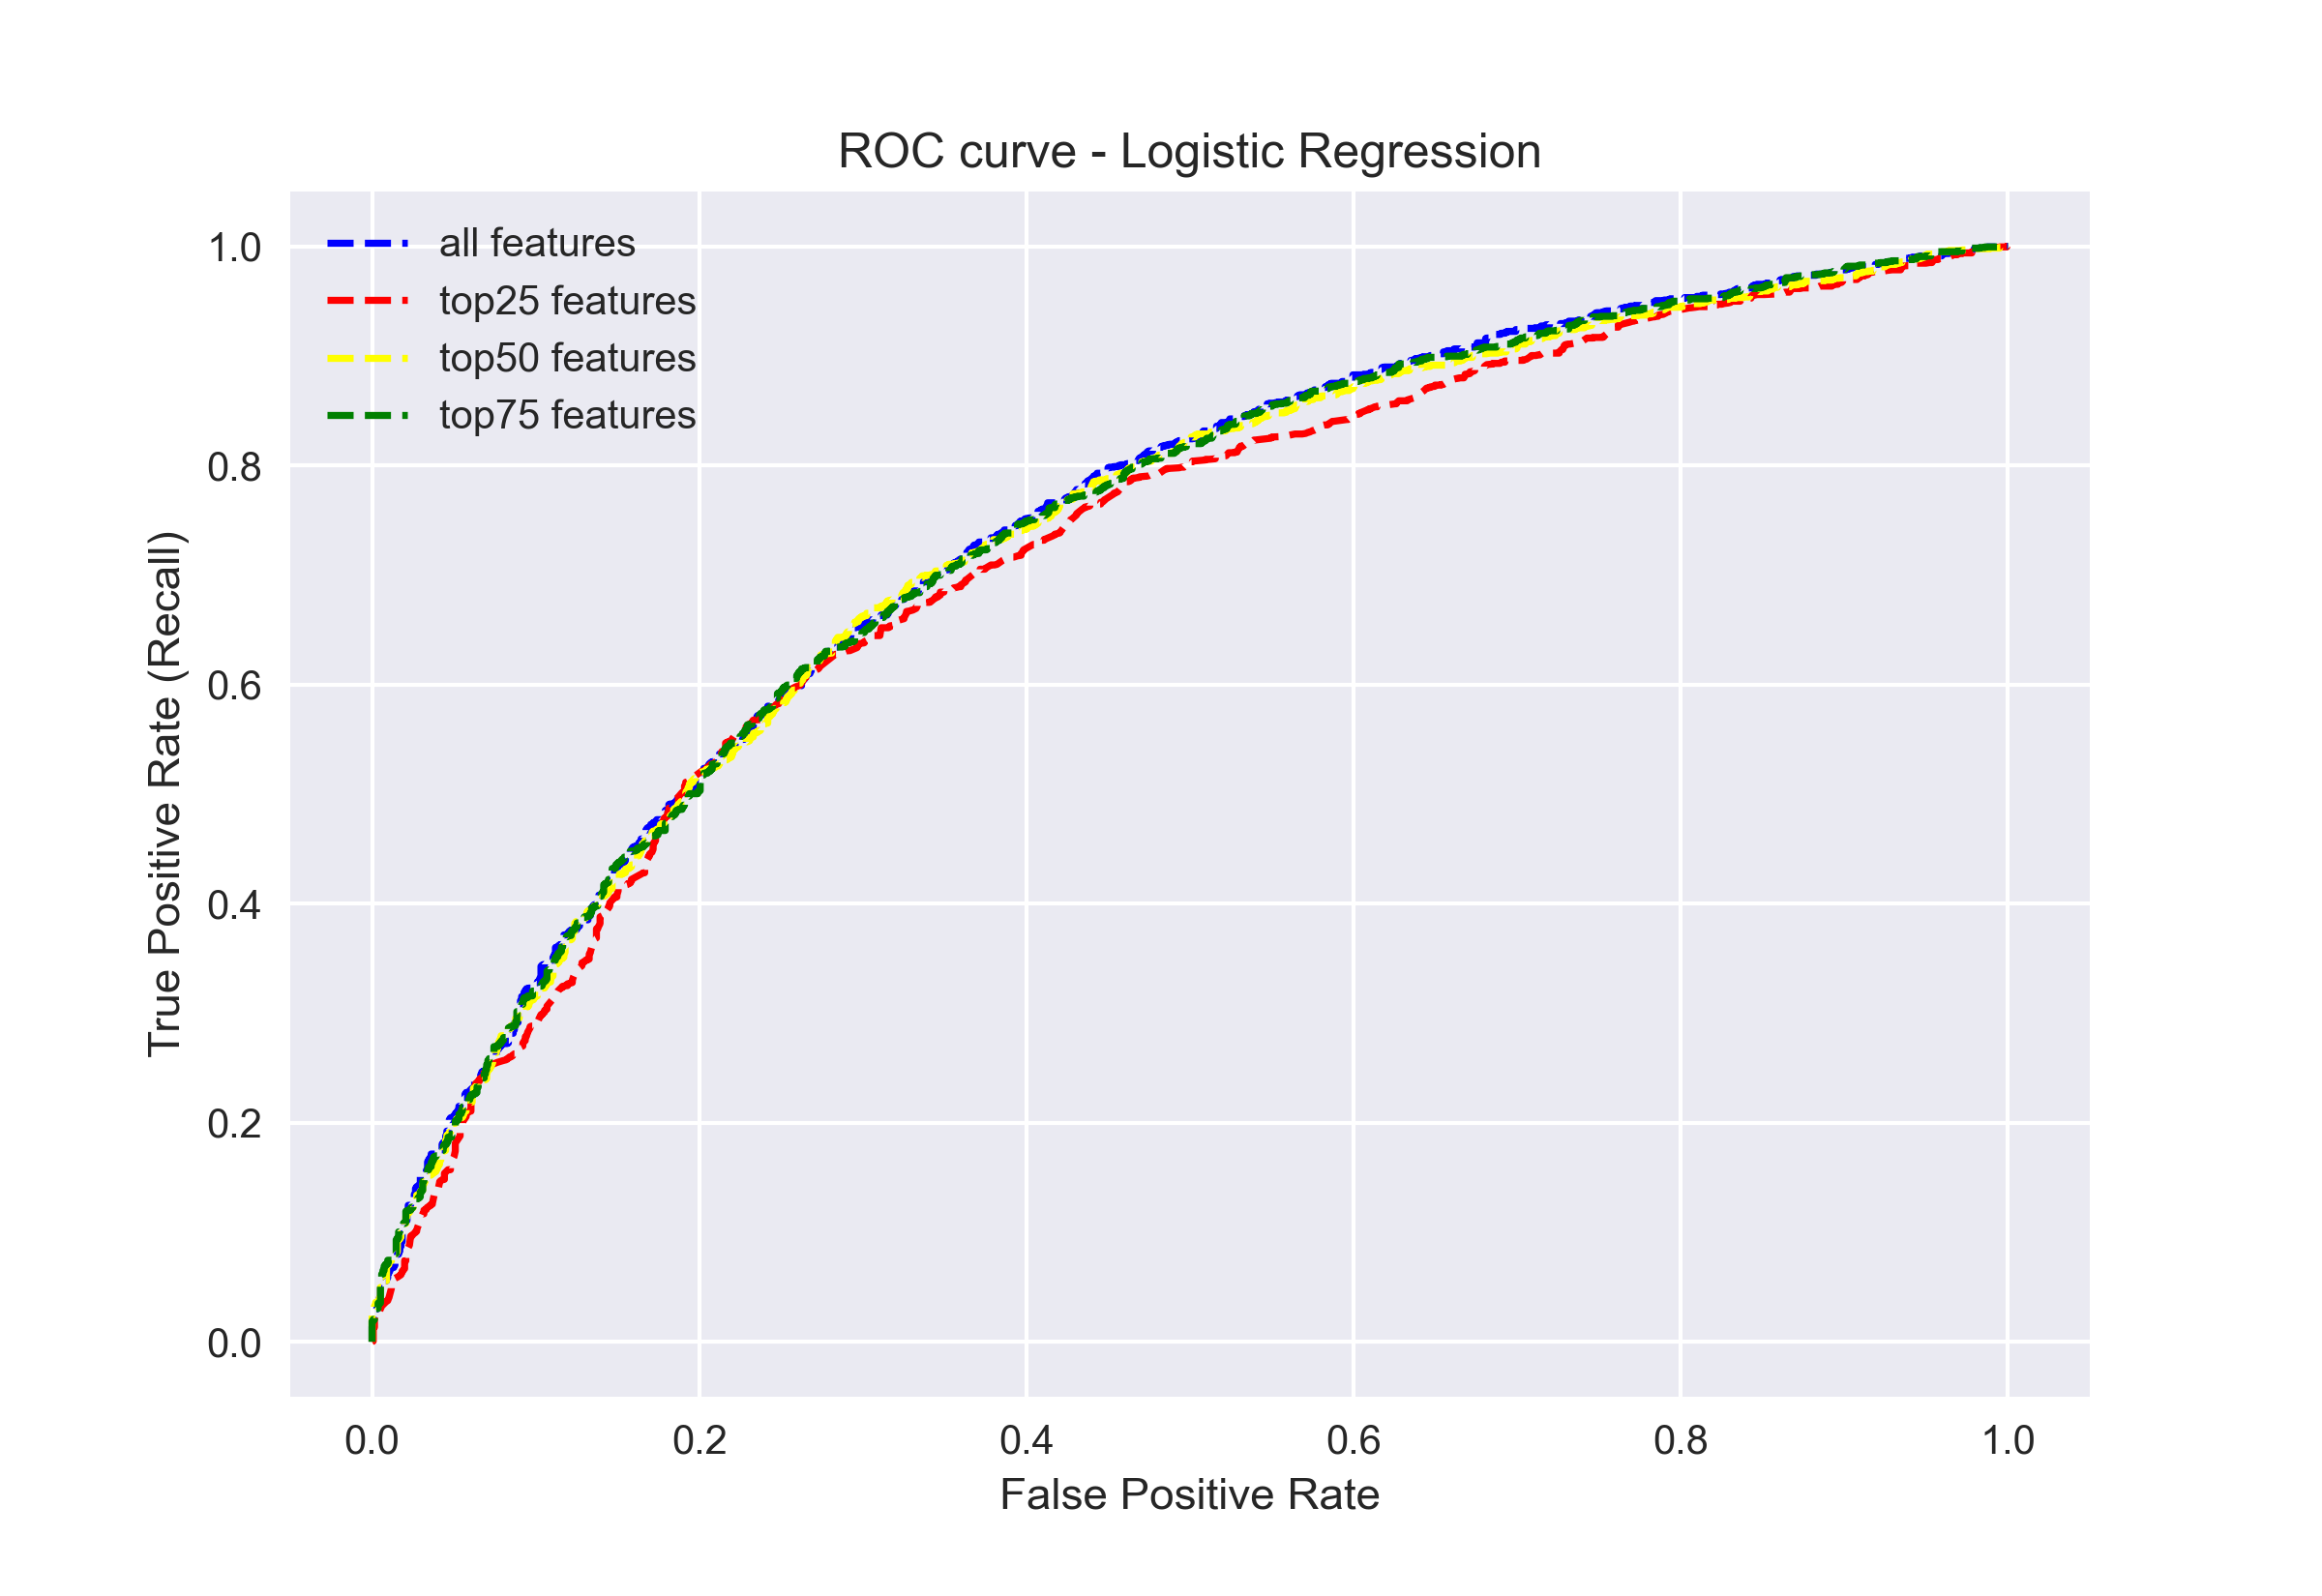 ROC curve - Logistic Regression
all features
top25 features
top50 features
top75 features
True Positive Rate (Recall)
1.0
0.8
0.6
0.4
0.2
0.0
0.0 0.2 0.4 0.6 0.8 1.0
False Positive Rate